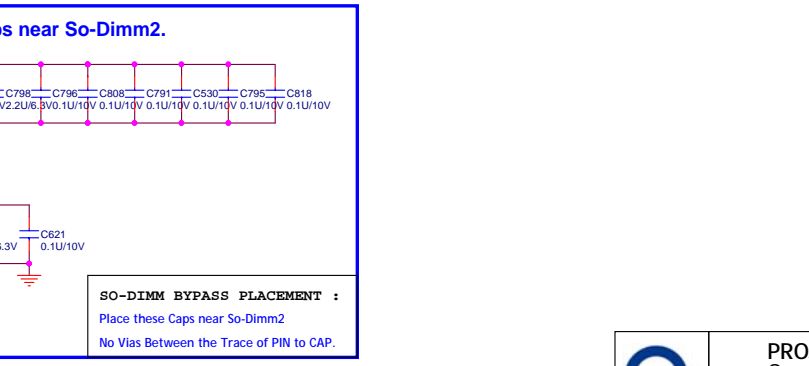 ps near So-Dimm2.
C798 C796 C808 C791 C530 C795 C818
V2.2U/6.3V0.1U/10V 0.1U/10V 0.1U/10V 0.1U/10V 0.1U/10V 0.1U/10V
C621
6.3V 0.1U/10V
SO-DIMM BYPASS PLACEMENT :
Place these Caps near So-Dimm2
No Vias Between the Trace of PIN to CAP.
PRO